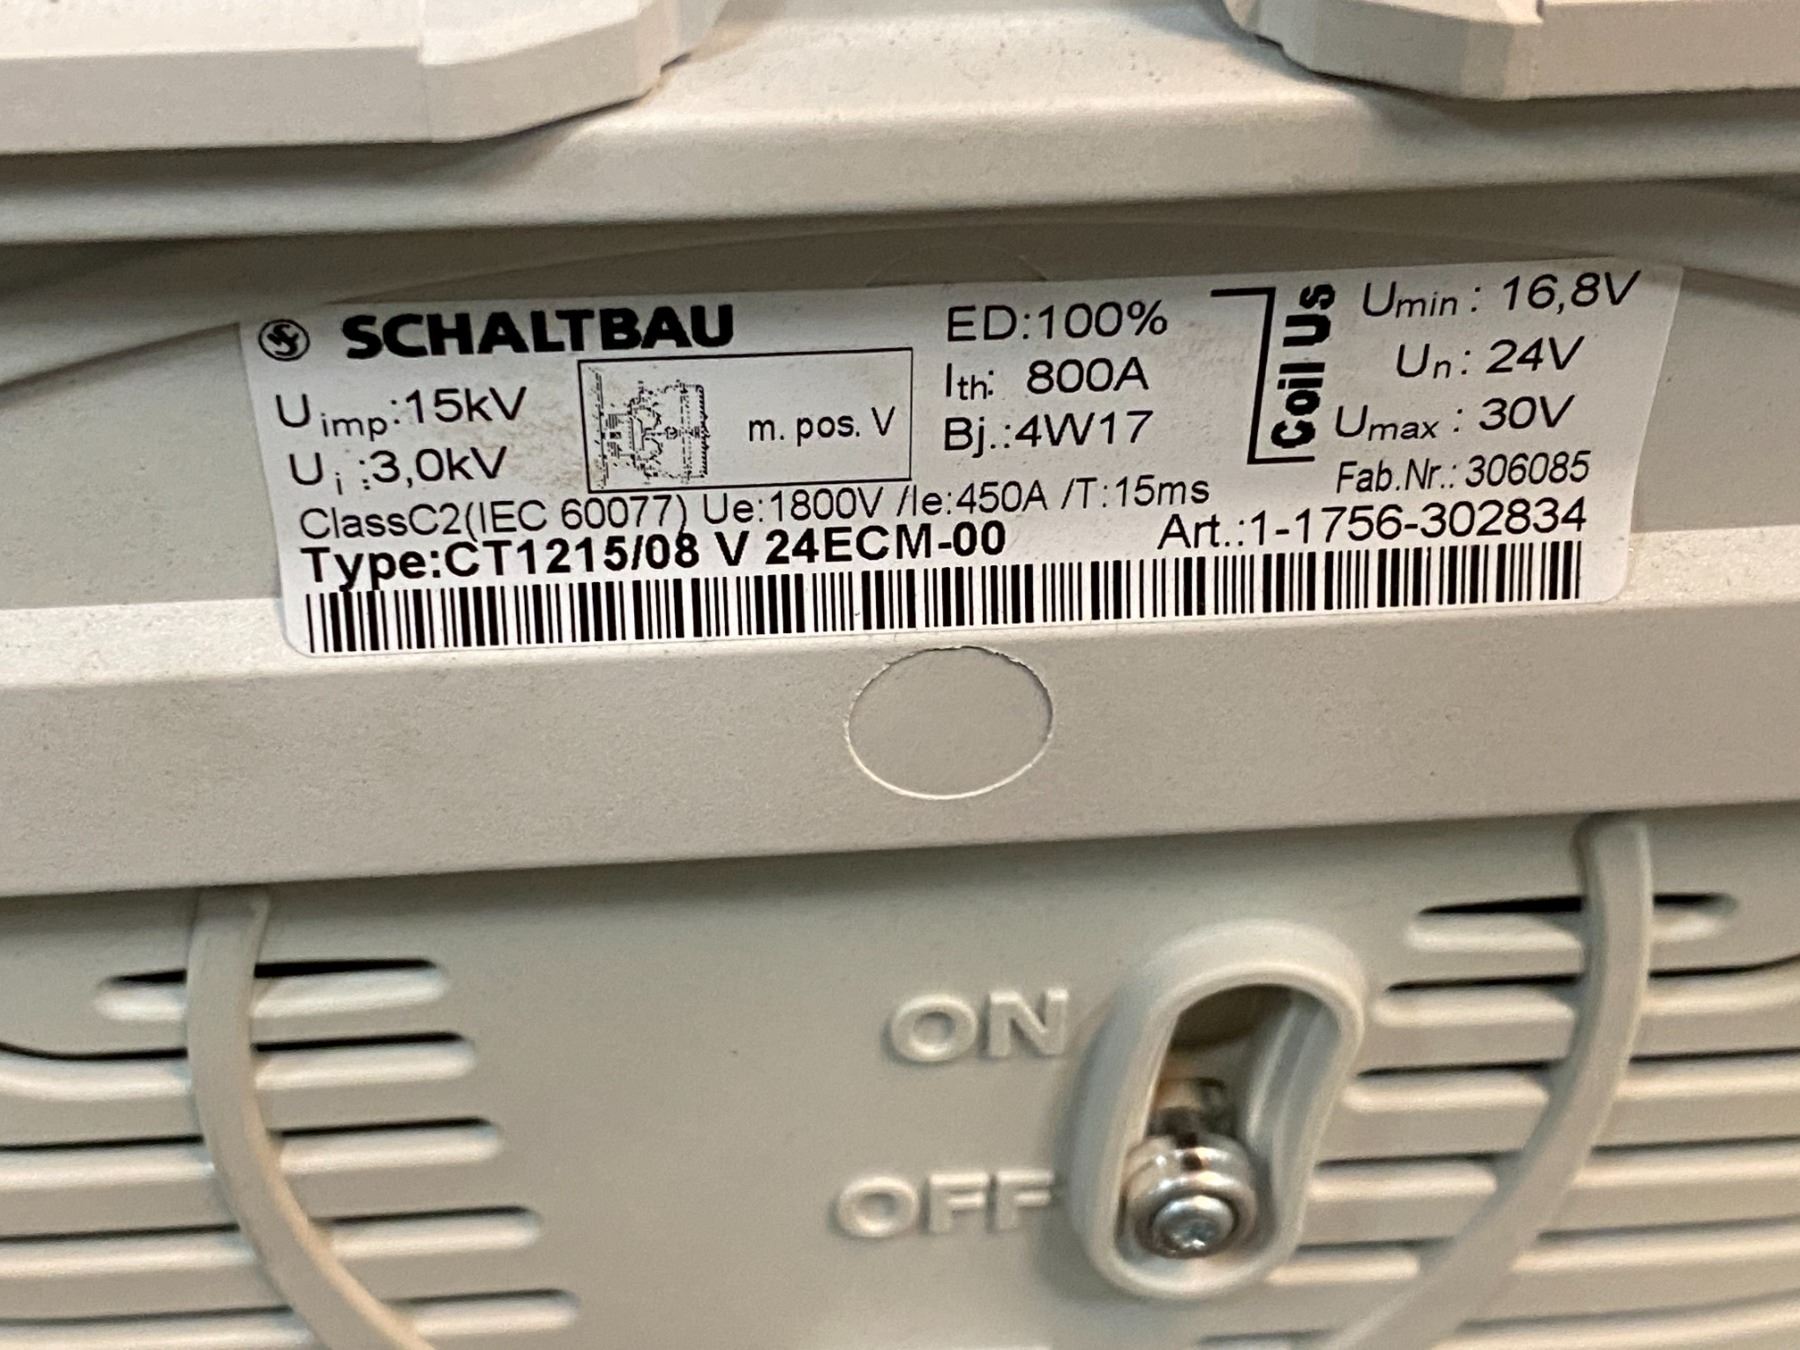 SCHALTBAU
Uimp:15kV
Ui :3,0kV
m. pos. V
ED:100%
Ith: 800A
Bj.:4W17
Coil Us
Umin : 16,8V
Un : 24V
Umax : 30V
Fab.Nr.: 306085
ClassC2(IEC 60077) Ue:1800V /Ie:450A /T:15ms
Type:CT1215/08 V 24ECM-00
Art.:1-1756-302834
ON
OFF